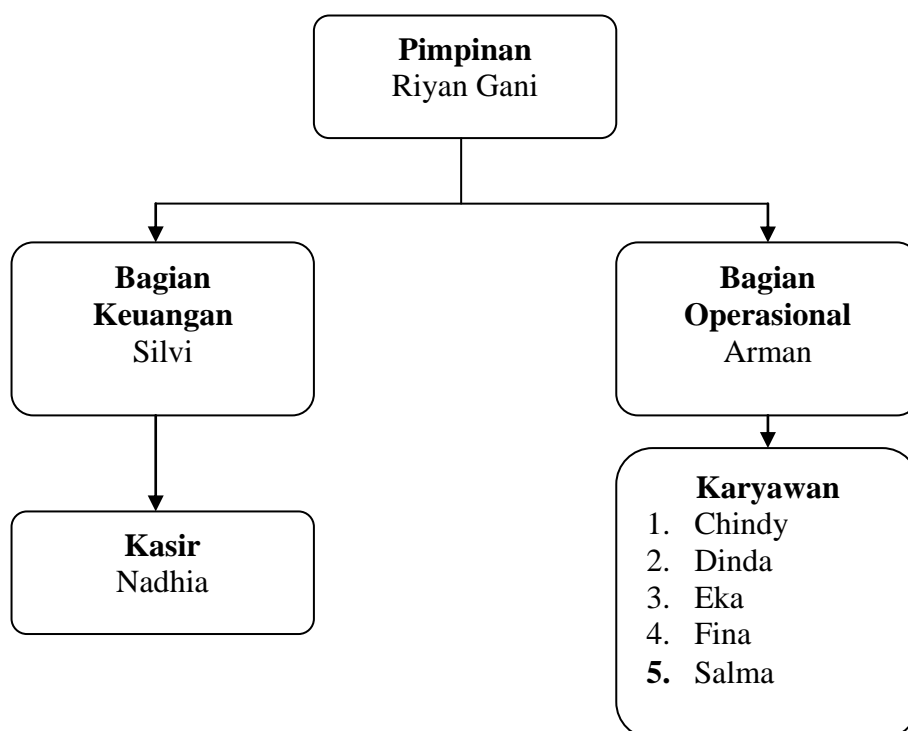 Pimpinan
Riyan Gani
Bagian
Keuangan
Silvi
Bagian
Operasional
Arman
Kasir
Nadhia
Karyawan
1. Chindy
2. Dinda
3. Eka
4. Fina
5. Salma